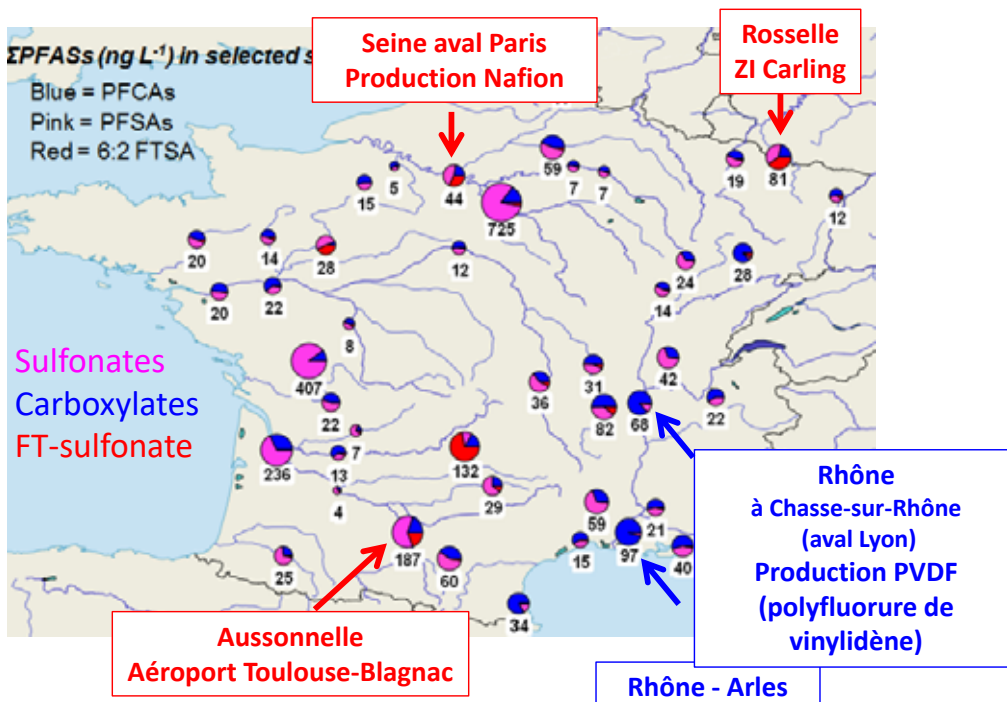 ΣPFASs (ng L⁻¹) in selected s
Blue = PFCAs
Pink = PFSAs
Red = 6:2 FTSA
Seine aval Paris
Production Nafion
Rosselle
ZI Carling
59
5
7
7
19
81
15
44
12
725
20
14
28
12
24
28
20
22
14
8
407
31
42
36
22
22
82
68
7
236
13
132
4
29
59
21
187
15
97
40
25
60
34
Sulfonates
Carboxylates
FT-sulfonate
Rhône
à Chasse-sur-Rhône
(aval Lyon)
Production PVDF
(polyfluorure de
vinylidène)
Aussonnelle
Aéroport Toulouse-Blagnac
Rhône - Arles